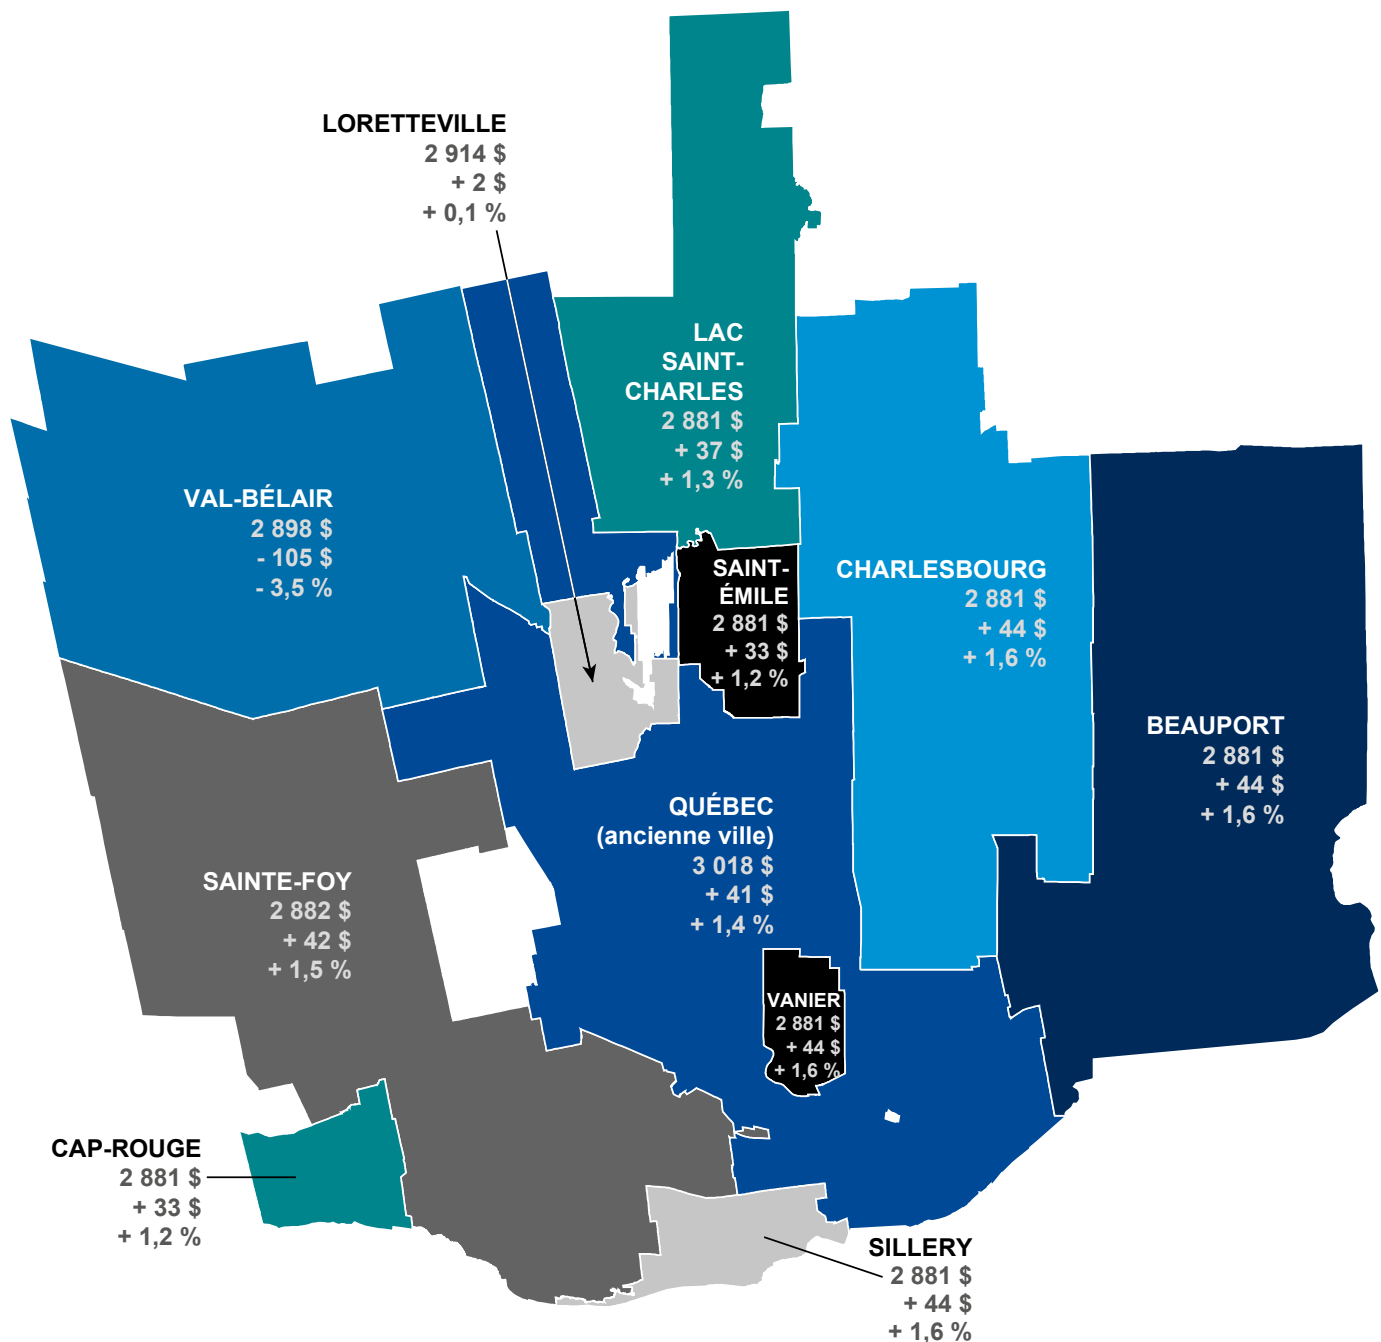 LORETTEVILLE
2 914 $
+ 2 $
+ 0,1 %
LAC
SAINT-
CHARLES
2 881 $
+ 37 $
+ 1,3 %
VAL-BÉLAIR
2 898 $
- 105 $
- 3,5 %
SAINT-
ÉMILE
2 881 $
+ 33 $
+ 1,2 %
CHARLESBOURG
2 881 $
+ 44 $
+ 1,6 %
BEAUPORT
2 881 $
+ 44 $
+ 1,6 %
QUÉBEC
(ancienne ville)
3 018 $
+ 41 $
+ 1,4 %
SAINTE-FOY
2 882 $
+ 42 $
+ 1,5 %
VANIER
2 881 $
+ 44 $
+ 1,6 %
CAP-ROUGE
2 881 $
+ 33 $
+ 1,2 %
SILLERY
2 881 $
+ 44 $
+ 1,6 %